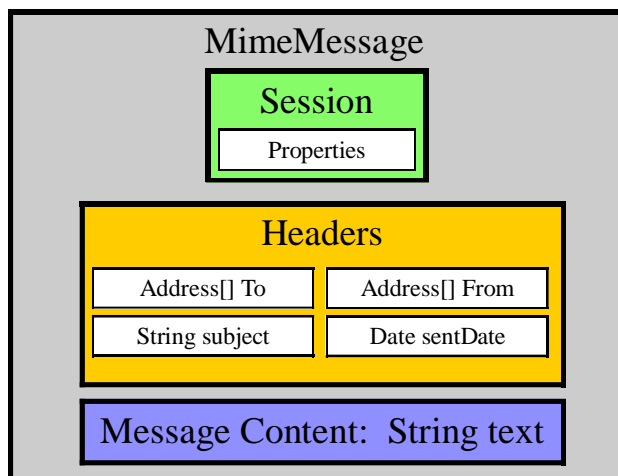 MimeMessage
Session
Properties
Headers
Address[] To
Address[] From
String subject
Date sentDate
Message Content: String text